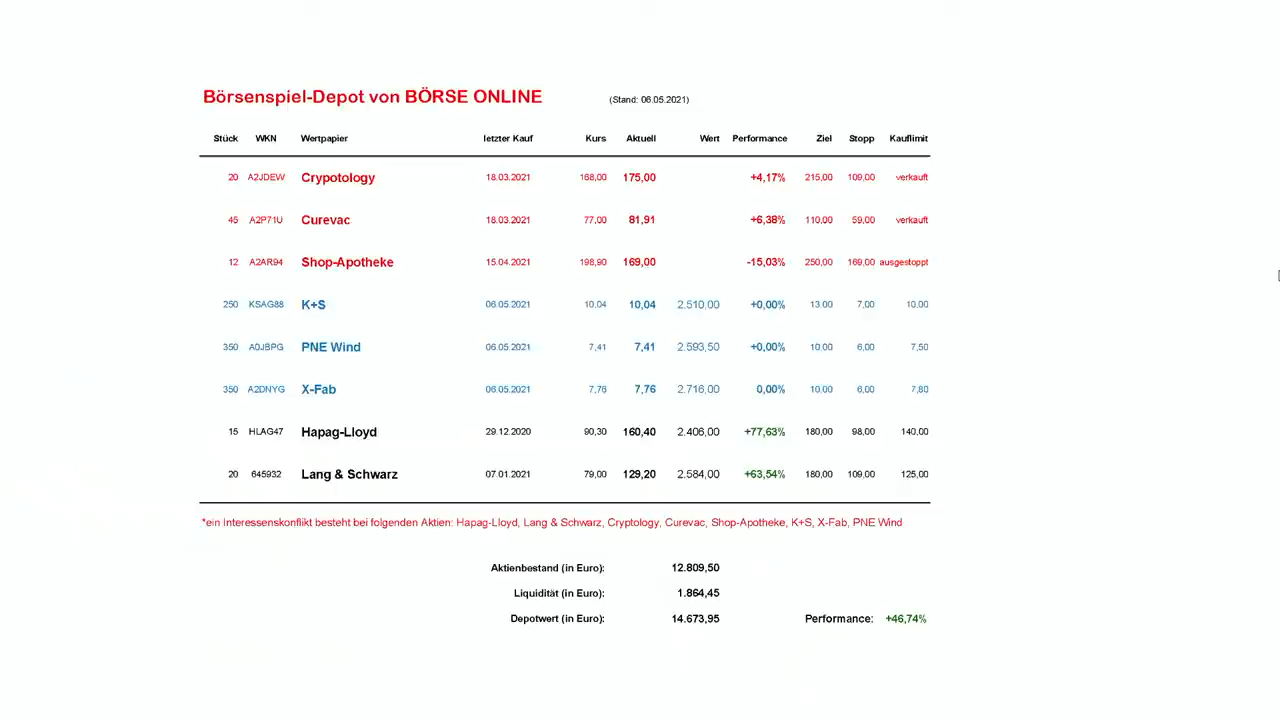 Börsenspiel-Depot von BÖRSE ONLINE (Stand: 06.05.2021)
Stück WKN Wertpapier letzter Kauf Kurs Aktuell Wert Performance Ziel Stopp Kauflimit
20 A2JDEW Crypotology 18.03.2021 168,00 175,00 +4,17% 215,00 109,00 verkauft
45 A2P71U Curevac 18.03.2021 77,00 81,91 +6,38% 110,00 59,00 verkauft
12 A2AR94 Shop-Apotheke 15.04.2021 198,90 169,00 -15,03% 250,00 169,00 ausgestoppt
250 KSAG88 K+S 06.05.2021 10,04 10,04 2.510,00 +0,00% 13,00 7,00 10,00
350 A0JBPG PNE Wind 06.05.2021 7,41 7,41 2.593,50 +0,00% 10,00 6,00 7,50
350 A2DNYG X-Fab 06.05.2021 7,76 7,76 2.716,00 0,00% 10,00 6,00 7,80
15 HLAG47 Hapag-Lloyd 29.12.2020 90,30 160,40 2.406,00 +77,63% 180,00 98,00 140,00
20 645932 Lang & Schwarz 07.01.2021 79,00 129,20 2.584,00 +63,54% 180,00 109,00 125,00
*ein Interessenskonflikt besteht bei folgenden Aktien: Hapag-Lloyd, Lang & Schwarz, Cryptology, Curevac, Shop-Apotheke, K+S, X-Fab, PNE Wind
Aktienbestand (in Euro): 12.809,50
Liquidität (in Euro): 1.864,45
Depotwert (in Euro): 14.673,95 Performance: +46,74%